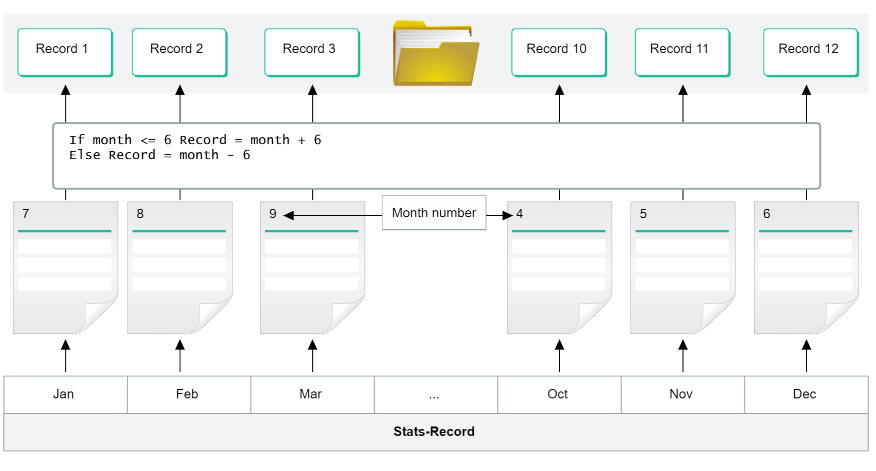 Record 1
Record 2
Record 3
Record 10
Record 11
Record 12
If month <= 6 Record = month + 6
Else Record = month - 6
7
8
9
Month number
4
5
6
Jan
Feb
Mar
...
Oct
Nov
Dec
Stats-Record